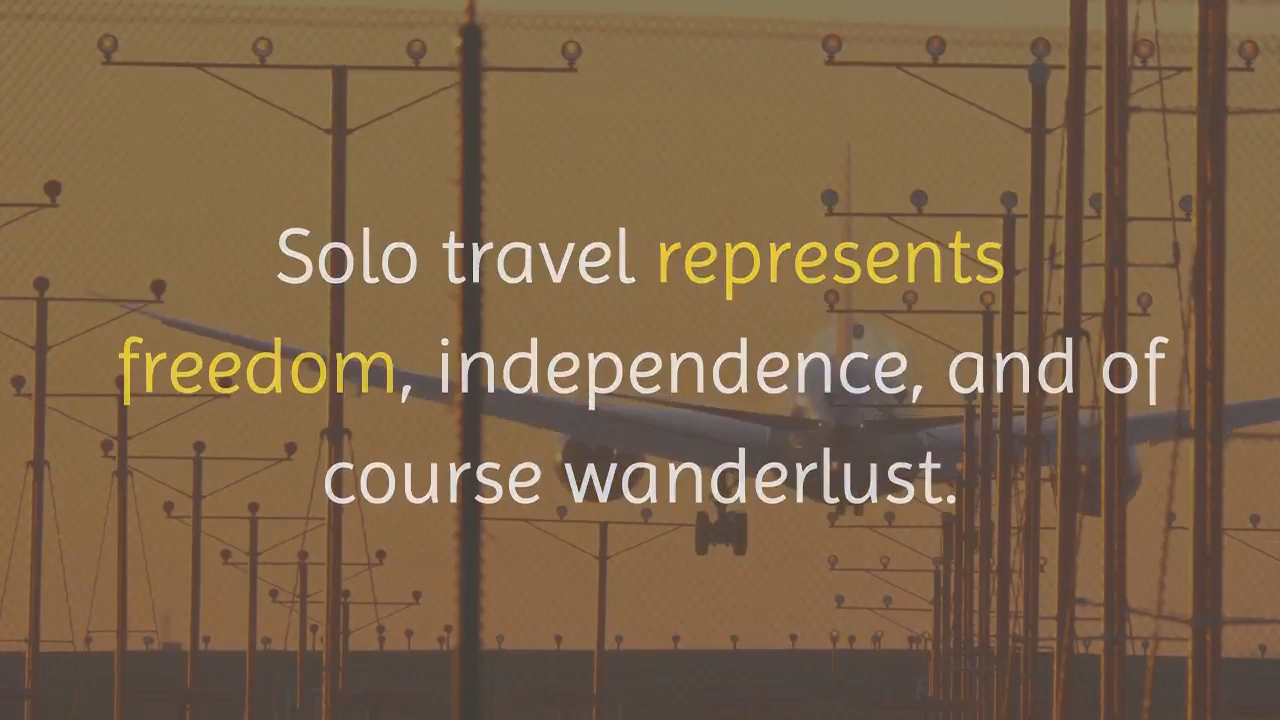 Solo travel represents
freedom, independence, and of
course wanderlust.